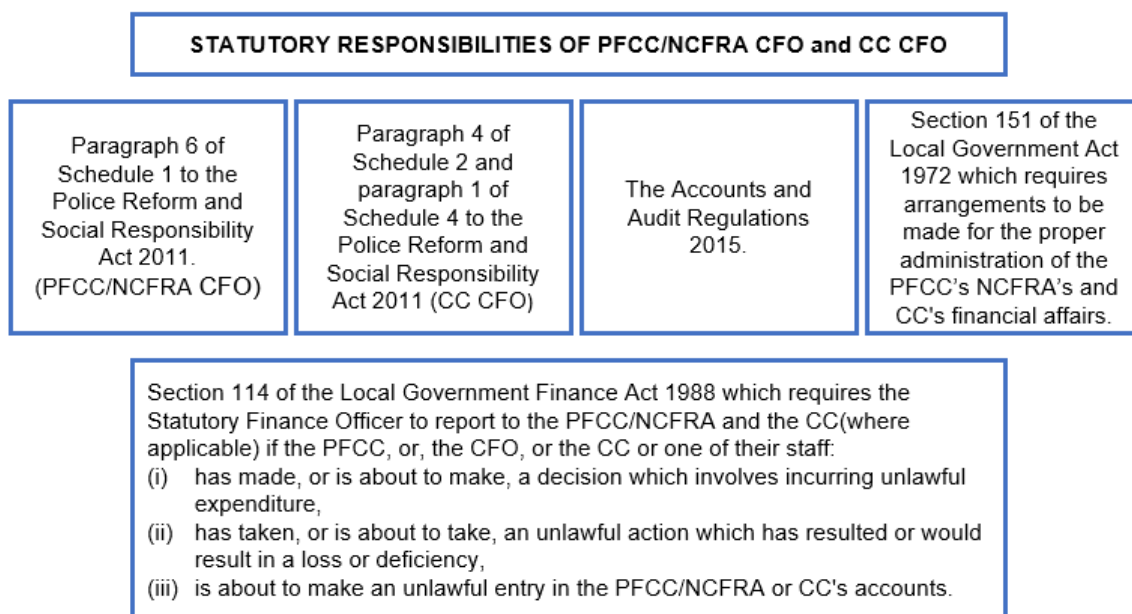 STATUTORY RESPONSIBILITIES OF PFCC/NCFRA CFO and CC CFO
Paragraph 6 of
Schedule 1 to the
Police Reform and
Social Responsibility
Act 2011.
(PFCC/NCFRA CFO)
Paragraph 4 of
Schedule 2 and
paragraph 1 of
Schedule 4 to the
Police Reform and
Social Responsibility
Act 2011 (CC CFO)
The Accounts and
Audit Regulations
2015.
Section 151 of the
Local Government Act
1972 which requires
arrangements to be
made for the proper
administration of the
PFCC’s NCFRA’s and
CC's financial affairs.
Section 114 of the Local Government Finance Act 1988 which requires the
Statutory Finance Officer to report to the PFCC/NCFRA and the CC(where
applicable) if the PFCC, or, the CFO, or the CC or one of their staff:
(i) has made, or is about to make, a decision which involves incurring unlawful
expenditure,
(ii) has taken, or is about to take, an unlawful action which has resulted or would
result in a loss or deficiency,
(iii) is about to make an unlawful entry in the PFCC/NCFRA or CC's accounts.